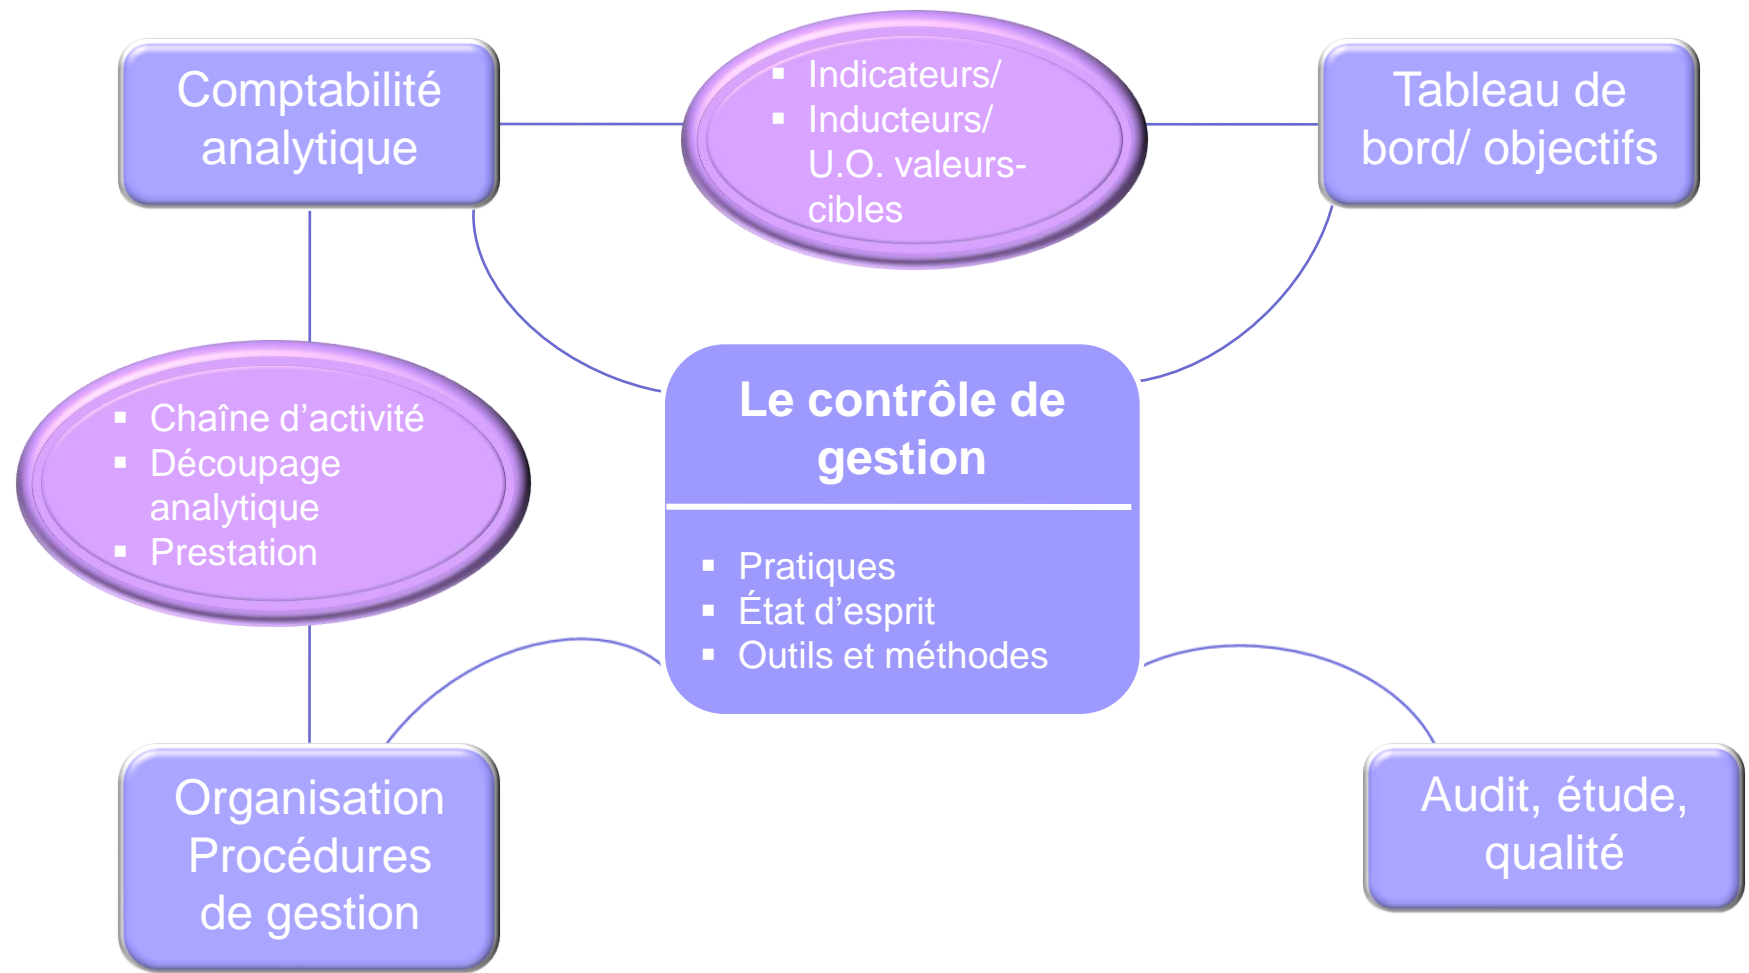 Comptabilité
analytique
▪ Indicateurs/
▪ Inducteurs/
U.O. valeurs-
cibles
Tableau de
bord/ objectifs
▪ Chaîne d’activité
▪ Découpage
analytique
▪ Prestation
Le contrôle de
gestion
▪ Pratiques
▪ État d’esprit
▪ Outils et méthodes
Organisation
Procédures
de gestion
Audit, étude,
qualité